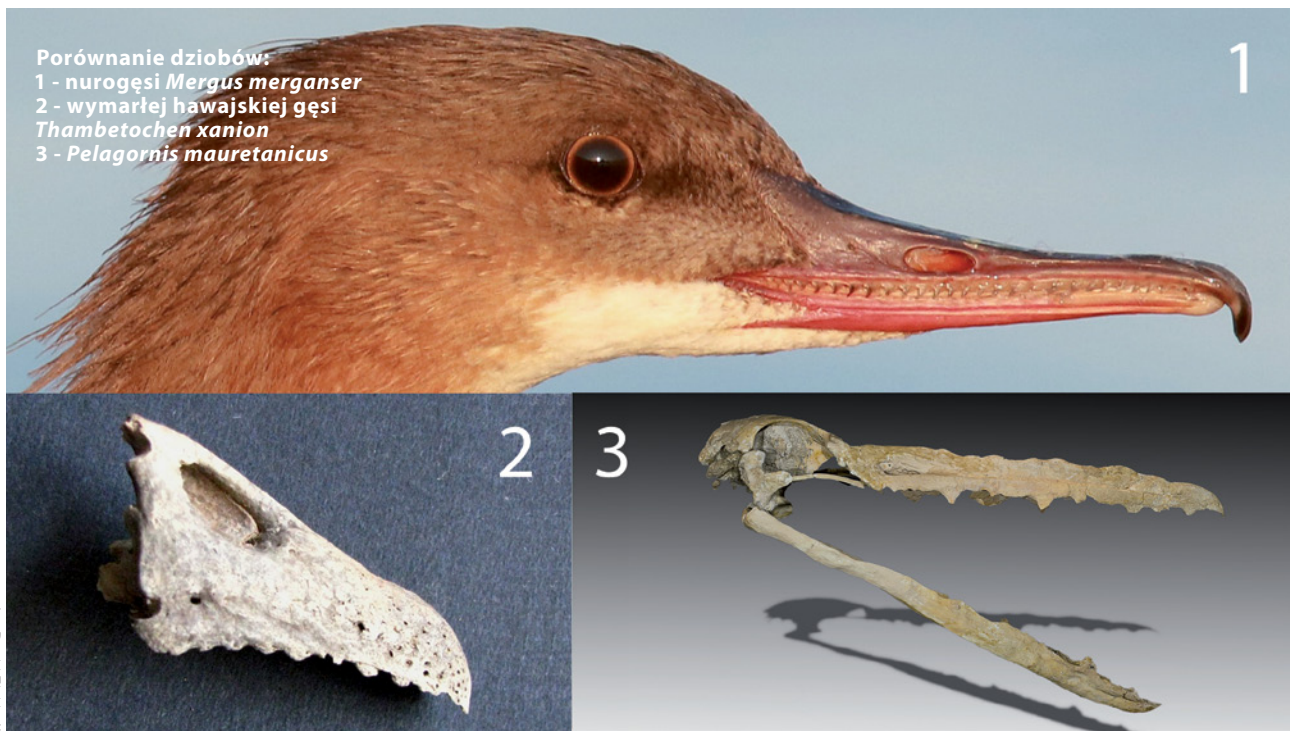 Porównanie dziobów:
1 - nurogęsi Mergus merganser
2 - wymarłej hawajskiej gęsi
Thambetochen xanion
3 - Pelagornis mauretanicus
1
2
3